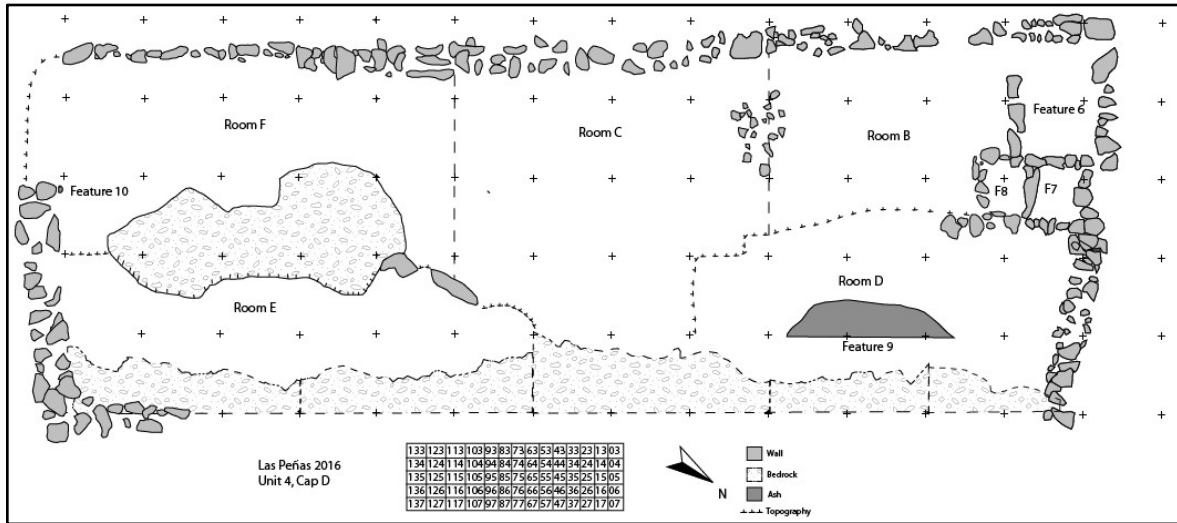 Feature 6
Room F
Room C
Room B
Feature 10
F8
F7
Room D
Room E
Feature 9
Las Peñas 2016
Unit 4, Cap D
133 123 113 103 93 83 73 63 53 43 33 23 13 03
134 124 114 104 94 84 74 64 54 44 34 24 14 04
135 125 115 105 95 85 75 65 55 45 35 25 15 05
136 126 116 106 96 86 76 66 56 46 36 26 16 06
137 127 117 107 97 87 77 67 57 47 37 27 17 07
N
Wall
Bedrock
Ash
Topography